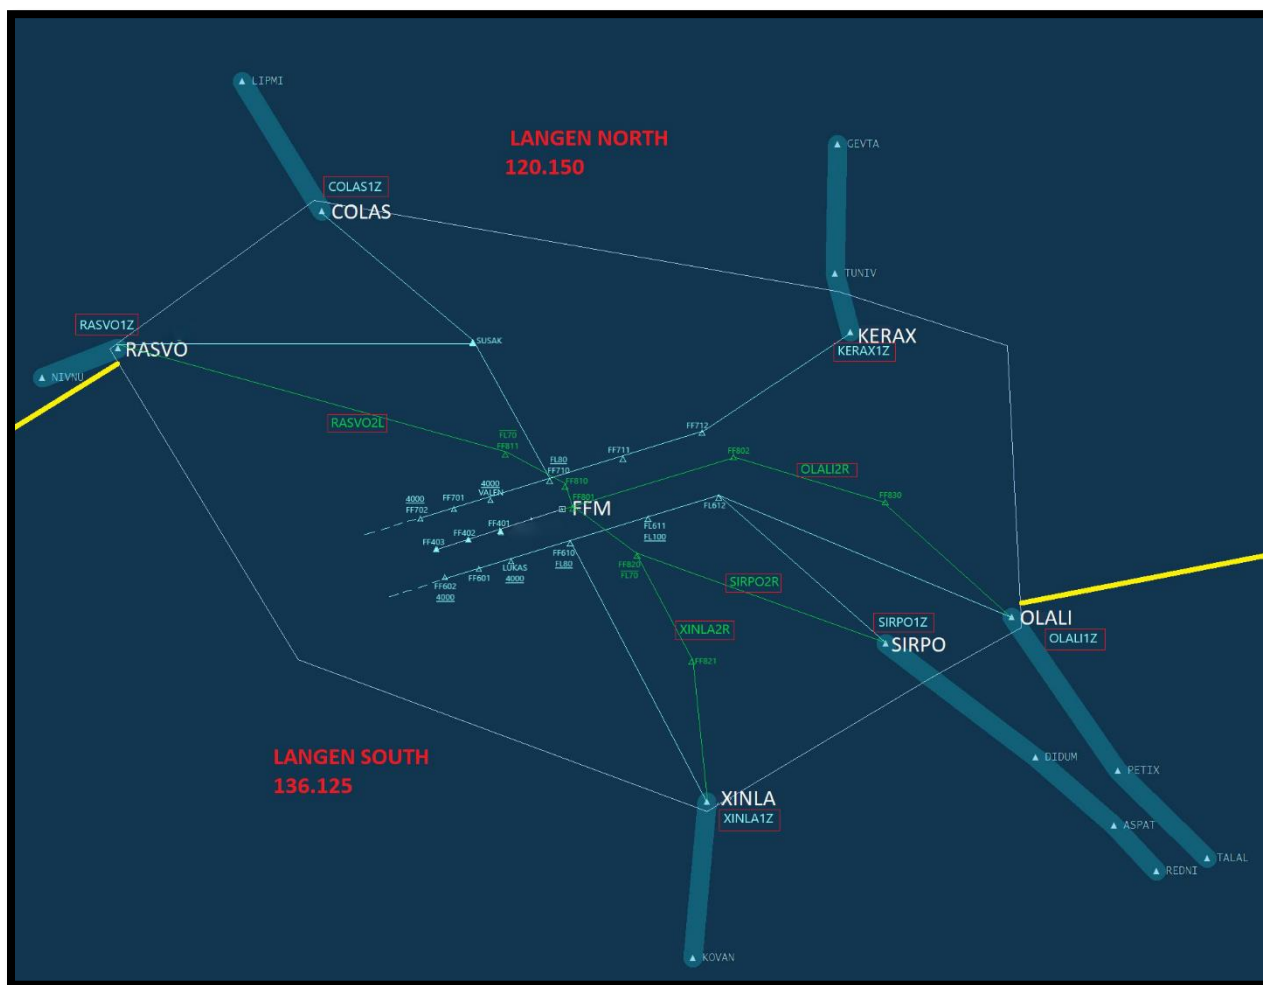 LIPMI
LANGEN NORTH
120.150
GEVTA
COLAS1Z
COLAS
TUNIV
RASVO1Z
RASVO
NIVNU
SUSAK
KERAX
KERAX1Z
RASVO2L
FL70
FF811
FF712
FF711
FL80
FF710
FF810
4000
VALEN
FF701
4000
FF702
FF801
FFM
FF802
OLALI2R
FF830
FL612
FL611
FL100
FF401
FF402
FF403
FF610
FL80
LUKAS
4000
FF601
FF602
4000
FF820
FL70
SIRPO2R
XINLA2R
SIRPO1Z
SIRPO
OLALI
OLALI1Z
FF821
LANGEN SOUTH
136.125
DIDUM
PETIX
XINLA
XINLA1Z
ASPAT
TALAL
REDNI
KOVAN